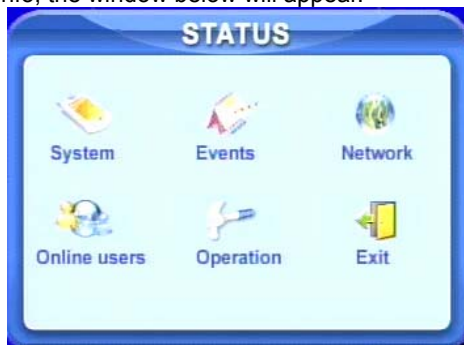 the window below will appear:
STATUS
System Events Network
Online users Operation Exit